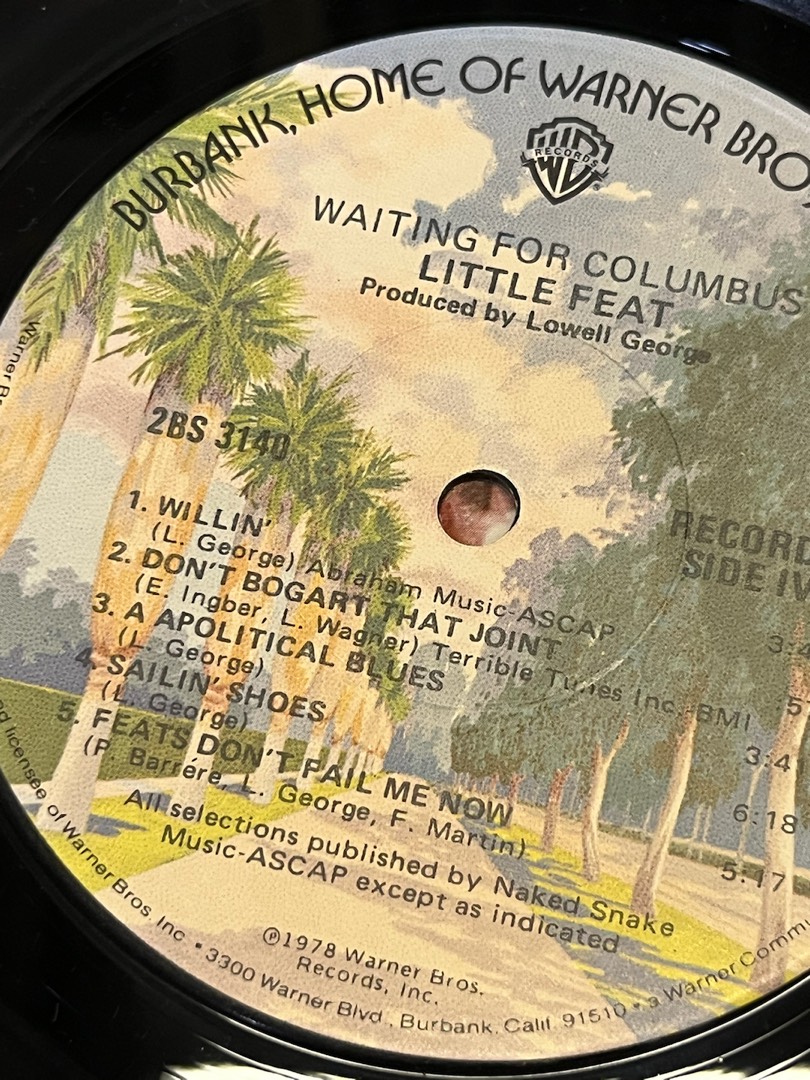 BURBANK, HOME OF WARNER BRO
W RECORDS
WAITING FOR COLUMBUS
LITTLE FEAT
Produced by Lowell George
2BS 3140
RECORD
SIDE IV
1. WILLIN'
(L. George) Abraham Music-ASCAP
2. DON'T BOGART THAT JOINT
(E. Ingber, L. Wagner) Terrible Tunes Inc.-BMI
3. A APOLITICAL BLUES
(L. George)
3:4
4. SAILIN' SHOES
(L. George)
6:18
5. FEATS DON'T FAIL ME NOW
(P. Barrére, L. George, F. Martin)
5:17
All selections published by Naked Snake
Music-ASCAP except as indicated
℗1978 Warner Bros.
Records, Inc.
licensee of Warner Bros. Inc • 3300 Warner Blvd., Burbank, Calif. 91510 • a Warner Commu